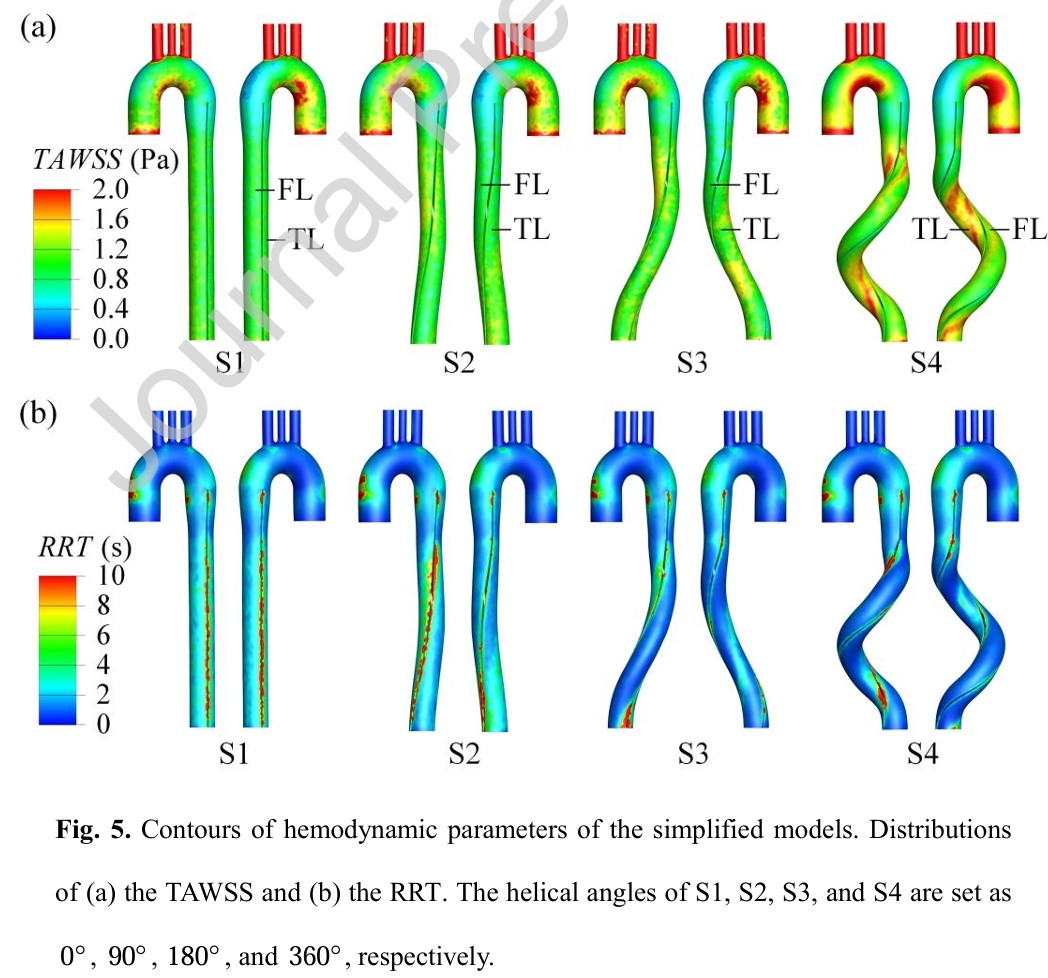 (a)
TAWSS (Pa)
2.0
1.6
1.2
0.8
0.4
0.0
FL
TL
FL
TL
FL
TL
TL
FL
S1
S2
S3
S4
Journal Pre
(b)
RRT (s)
10
8
6
4
2
0
S1
S2
S3
S4
Fig. 5. Contours of hemodynamic parameters of the simplified models. Distributions
of (a) the TAWSS and (b) the RRT. The helical angles of S1, S2, S3, and S4 are set as
0°, 90°, 180°, and 360°, respectively.